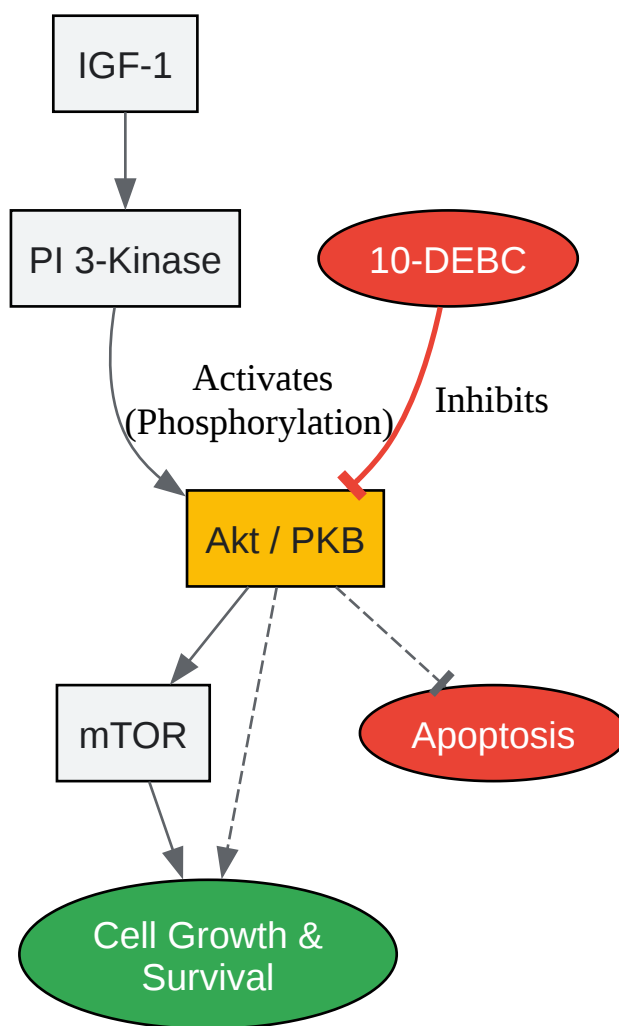 IGF-1
PI 3-Kinase
10-DEBC
Activates
(Phosphorylation)
Inhibits
Akt / PKB
mTOR
Apoptosis
Cell Growth &
Survival